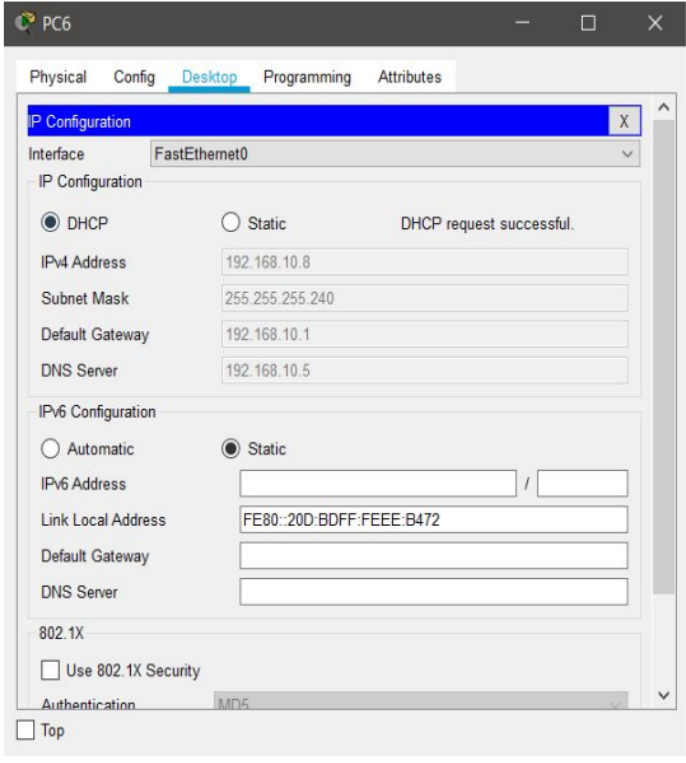 PC6
Physical Config Desktop Programming Attributes
IP Configuration X
Interface FastEthernet0
IP Configuration
DHCP Static DHCP request successful.
IPv4 Address 192.168.10.8
Subnet Mask 255.255.255.240
Default Gateway 192.168.10.1
DNS Server 192.168.10.5
IPv6 Configuration
Automatic Static
IPv6 Address /
Link Local Address FE80::20D:BDFF:FEEE:B472
Default Gateway
DNS Server
802.1X
Use 802.1X Security
Authentication MD5
Top